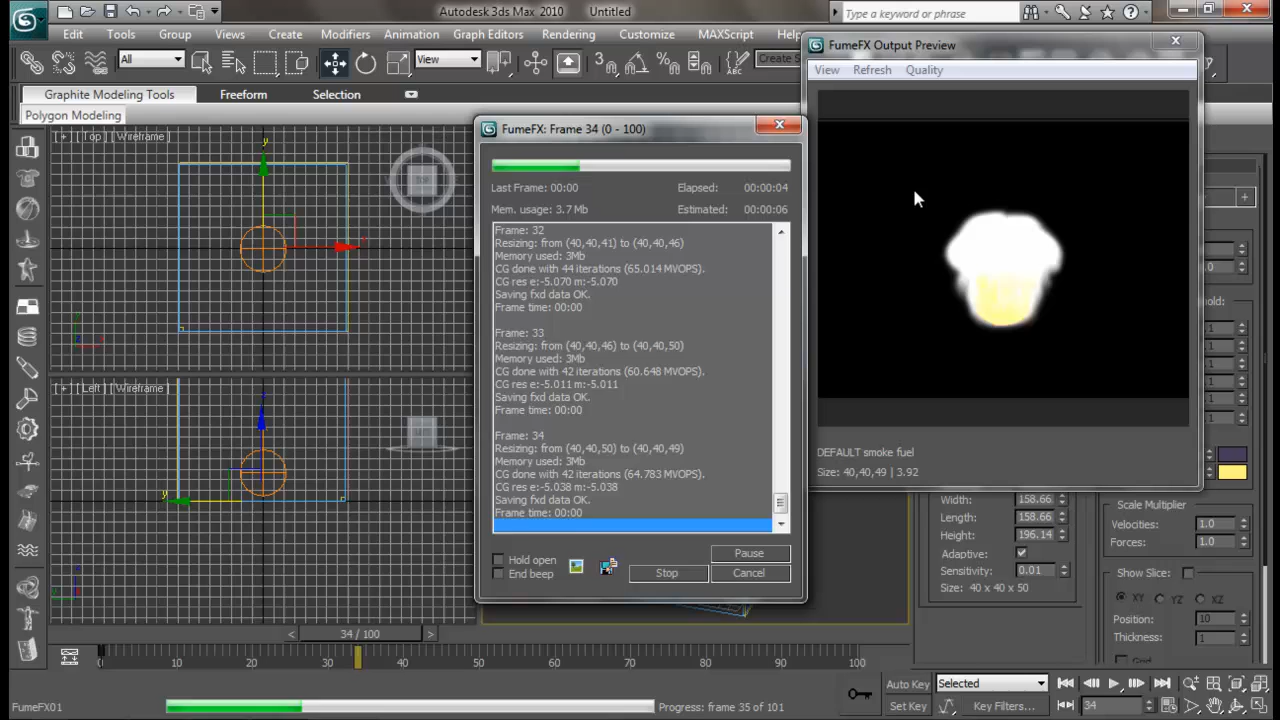 Autodesk 3ds Max 2010 Untitled
Type a keyword or phrase
Edit Tools Group Views Create Modifiers Animation Graph Editors Rendering Customize MAXScript
All View Create S
Graphite Modeling Tools Freeform Selection
Polygon Modeling
[ + ] [ Top ] [ Wireframe ]
[ + ] [ Left ] [ Wireframe ]
FumeFX Output Preview
View Refresh Quality
DEFAULT smoke fuel
Size: 40,40,49 | 3.92
FumeFX: Frame 34 (0 - 100)
Last Frame: 00:00 Elapsed: 00:00:04
Mem. usage: 3.7 Mb Estimated: 00:00:06
Frame: 32
Resizing: from (40,40,41) to (40,40,46)
Memory used: 3Mb
CG done with 44 iterations (65.014 MVOPS).
CG res e:-5.070 m:-5.070
Saving fxd data OK.
Frame time: 00:00
Frame: 33
Resizing: from (40,40,46) to (40,40,50)
Memory used: 3Mb
CG done with 42 iterations (60.648 MVOPS).
CG res e:-5.011 m:-5.011
Saving fxd data OK.
Frame time: 00:00
Frame: 34
Resizing: from (40,40,50) to (40,40,49)
Memory used: 3Mb
CG done with 42 iterations (64.783 MVOPS).
CG res e:-5.038 m:-5.038
Saving fxd data OK.
Frame time: 00:00
Hold open
End beep
Pause
Stop Cancel
Width: 158.66
Length: 158.66
Height: 196.14
Adaptive:
Sensitivity: 0.01
Size: 40 x 40 x 50
Scale Multiplier
Velocities: 1.0
Forces: 1.0
Show Slice:
XY YZ XZ
Position: 10
Thickness: 1
34 / 100
0 10 20 30 40 50 60 70 80 90 100
FumeFX01
Progress: frame 35 of 101
Auto Key Selected
Set Key Key Filters... 34